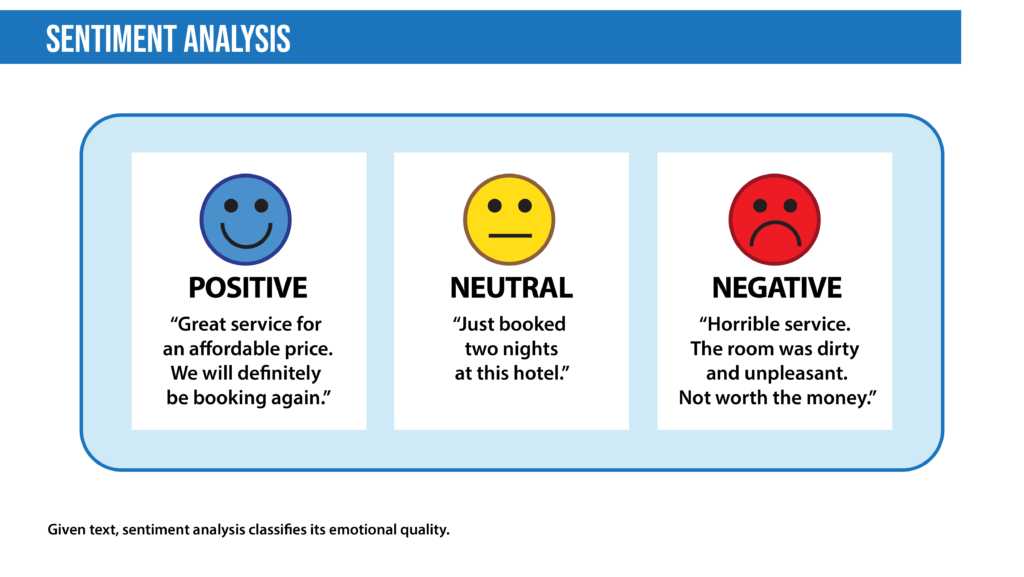 SENTIMENT ANALYSIS
POSITIVE
“Great service for
an affordable price.
We will definitely
be booking again.”
NEUTRAL
“Just booked
two nights
at this hotel.”
NEGATIVE
“Horrible service.
The room was dirty
and unpleasant.
Not worth the money.”
Given text, sentiment analysis classifies its emotional quality.